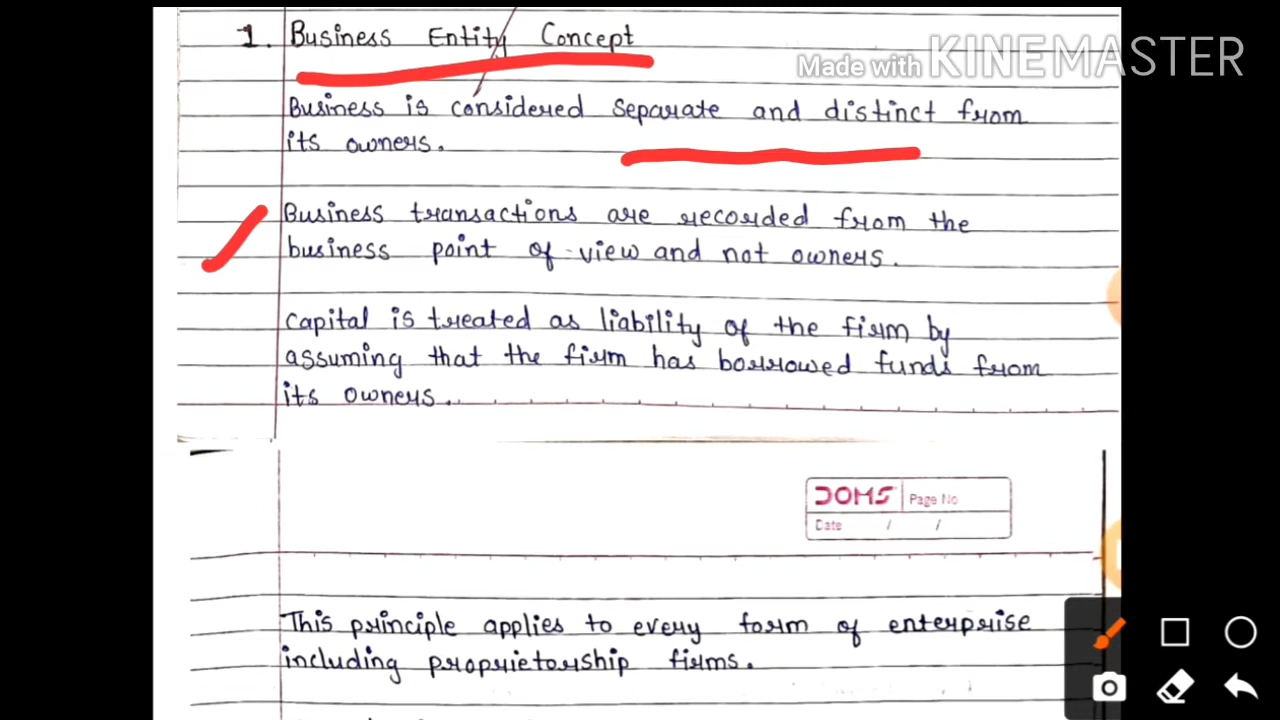 Made with KINEMASTER
1. Business Entity Concept
Business is considered separate and distinct from
its owners.
Business transactions are recorded from the
business point of view and not owners.
Capital is treated as liability of the firm by
assuming that the firm has borrowed funds from
its owners.
DOMS Page No
Date / /
This principle applies to every form of enterprise
including proprietorship firms.